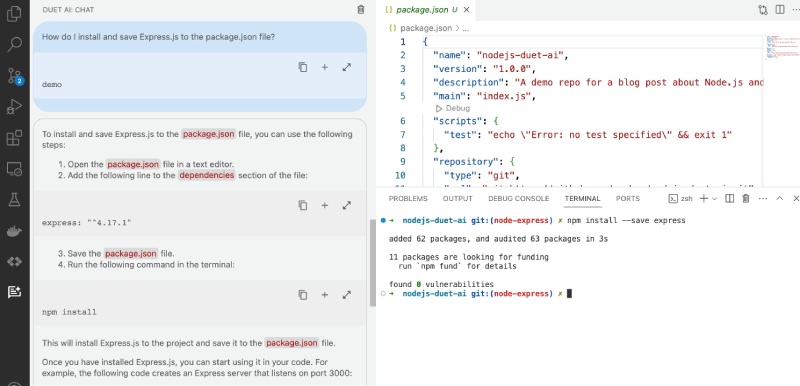 DUET AI: CHAT
How do I install and save Express.js to the package.json file?
demo
To install and save Express.js to the package.json file, you can use the following
steps:
1. Open the package.json file in a text editor.
2. Add the following line to the dependencies section of the file:
express: "^4.17.1"
3. Save the package.json file.
4. Run the following command in the terminal:
npm install
This will install Express.js to the project and save it to the package.json file.
Once you have installed Express.js, you can start using it in your code. For
example, the following code creates an Express server that listens on port 3000:
2
{} package.json U
{} package.json > ...
1 {
2 "name": "nodejs-duet-ai",
3 "version": "1.0.0",
4 "description": "A demo repo for a blog post about Node.js and
5 "main": "index.js",
Debug
6 "scripts": {
7 "test": "echo \"Error: no test specified\" && exit 1"
8 },
9 "repository": {
10 "type": "git",
PROBLEMS OUTPUT DEBUG CONSOLE TERMINAL PORTS zsh
→ nodejs-duet-ai git:(node-express) ✗ npm install --save express
added 62 packages, and audited 63 packages in 3s
11 packages are looking for funding
run `npm fund` for details
found 0 vulnerabilities
→ nodejs-duet-ai git:(node-express) ✗